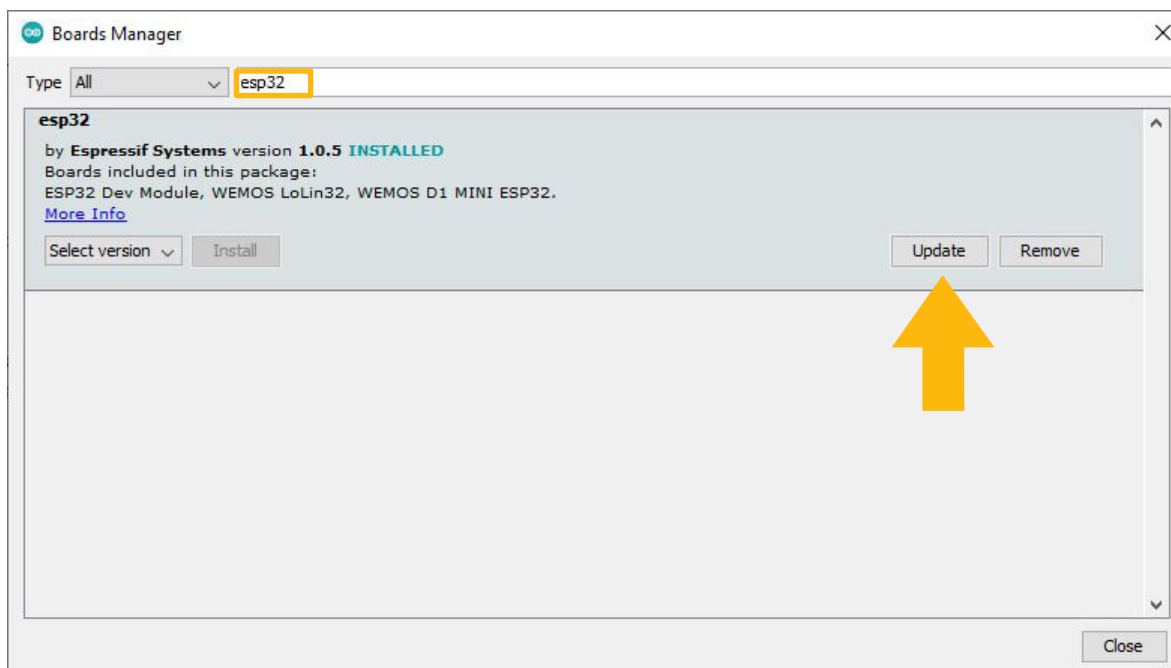 Boards Manager
Type All esp32
esp32
by Espressif Systems version 1.0.5 INSTALLED
Boards included in this package:
ESP32 Dev Module, WEMOS LoLin32, WEMOS D1 MINI ESP32.
More Info
Select version Install Update Remove
Close